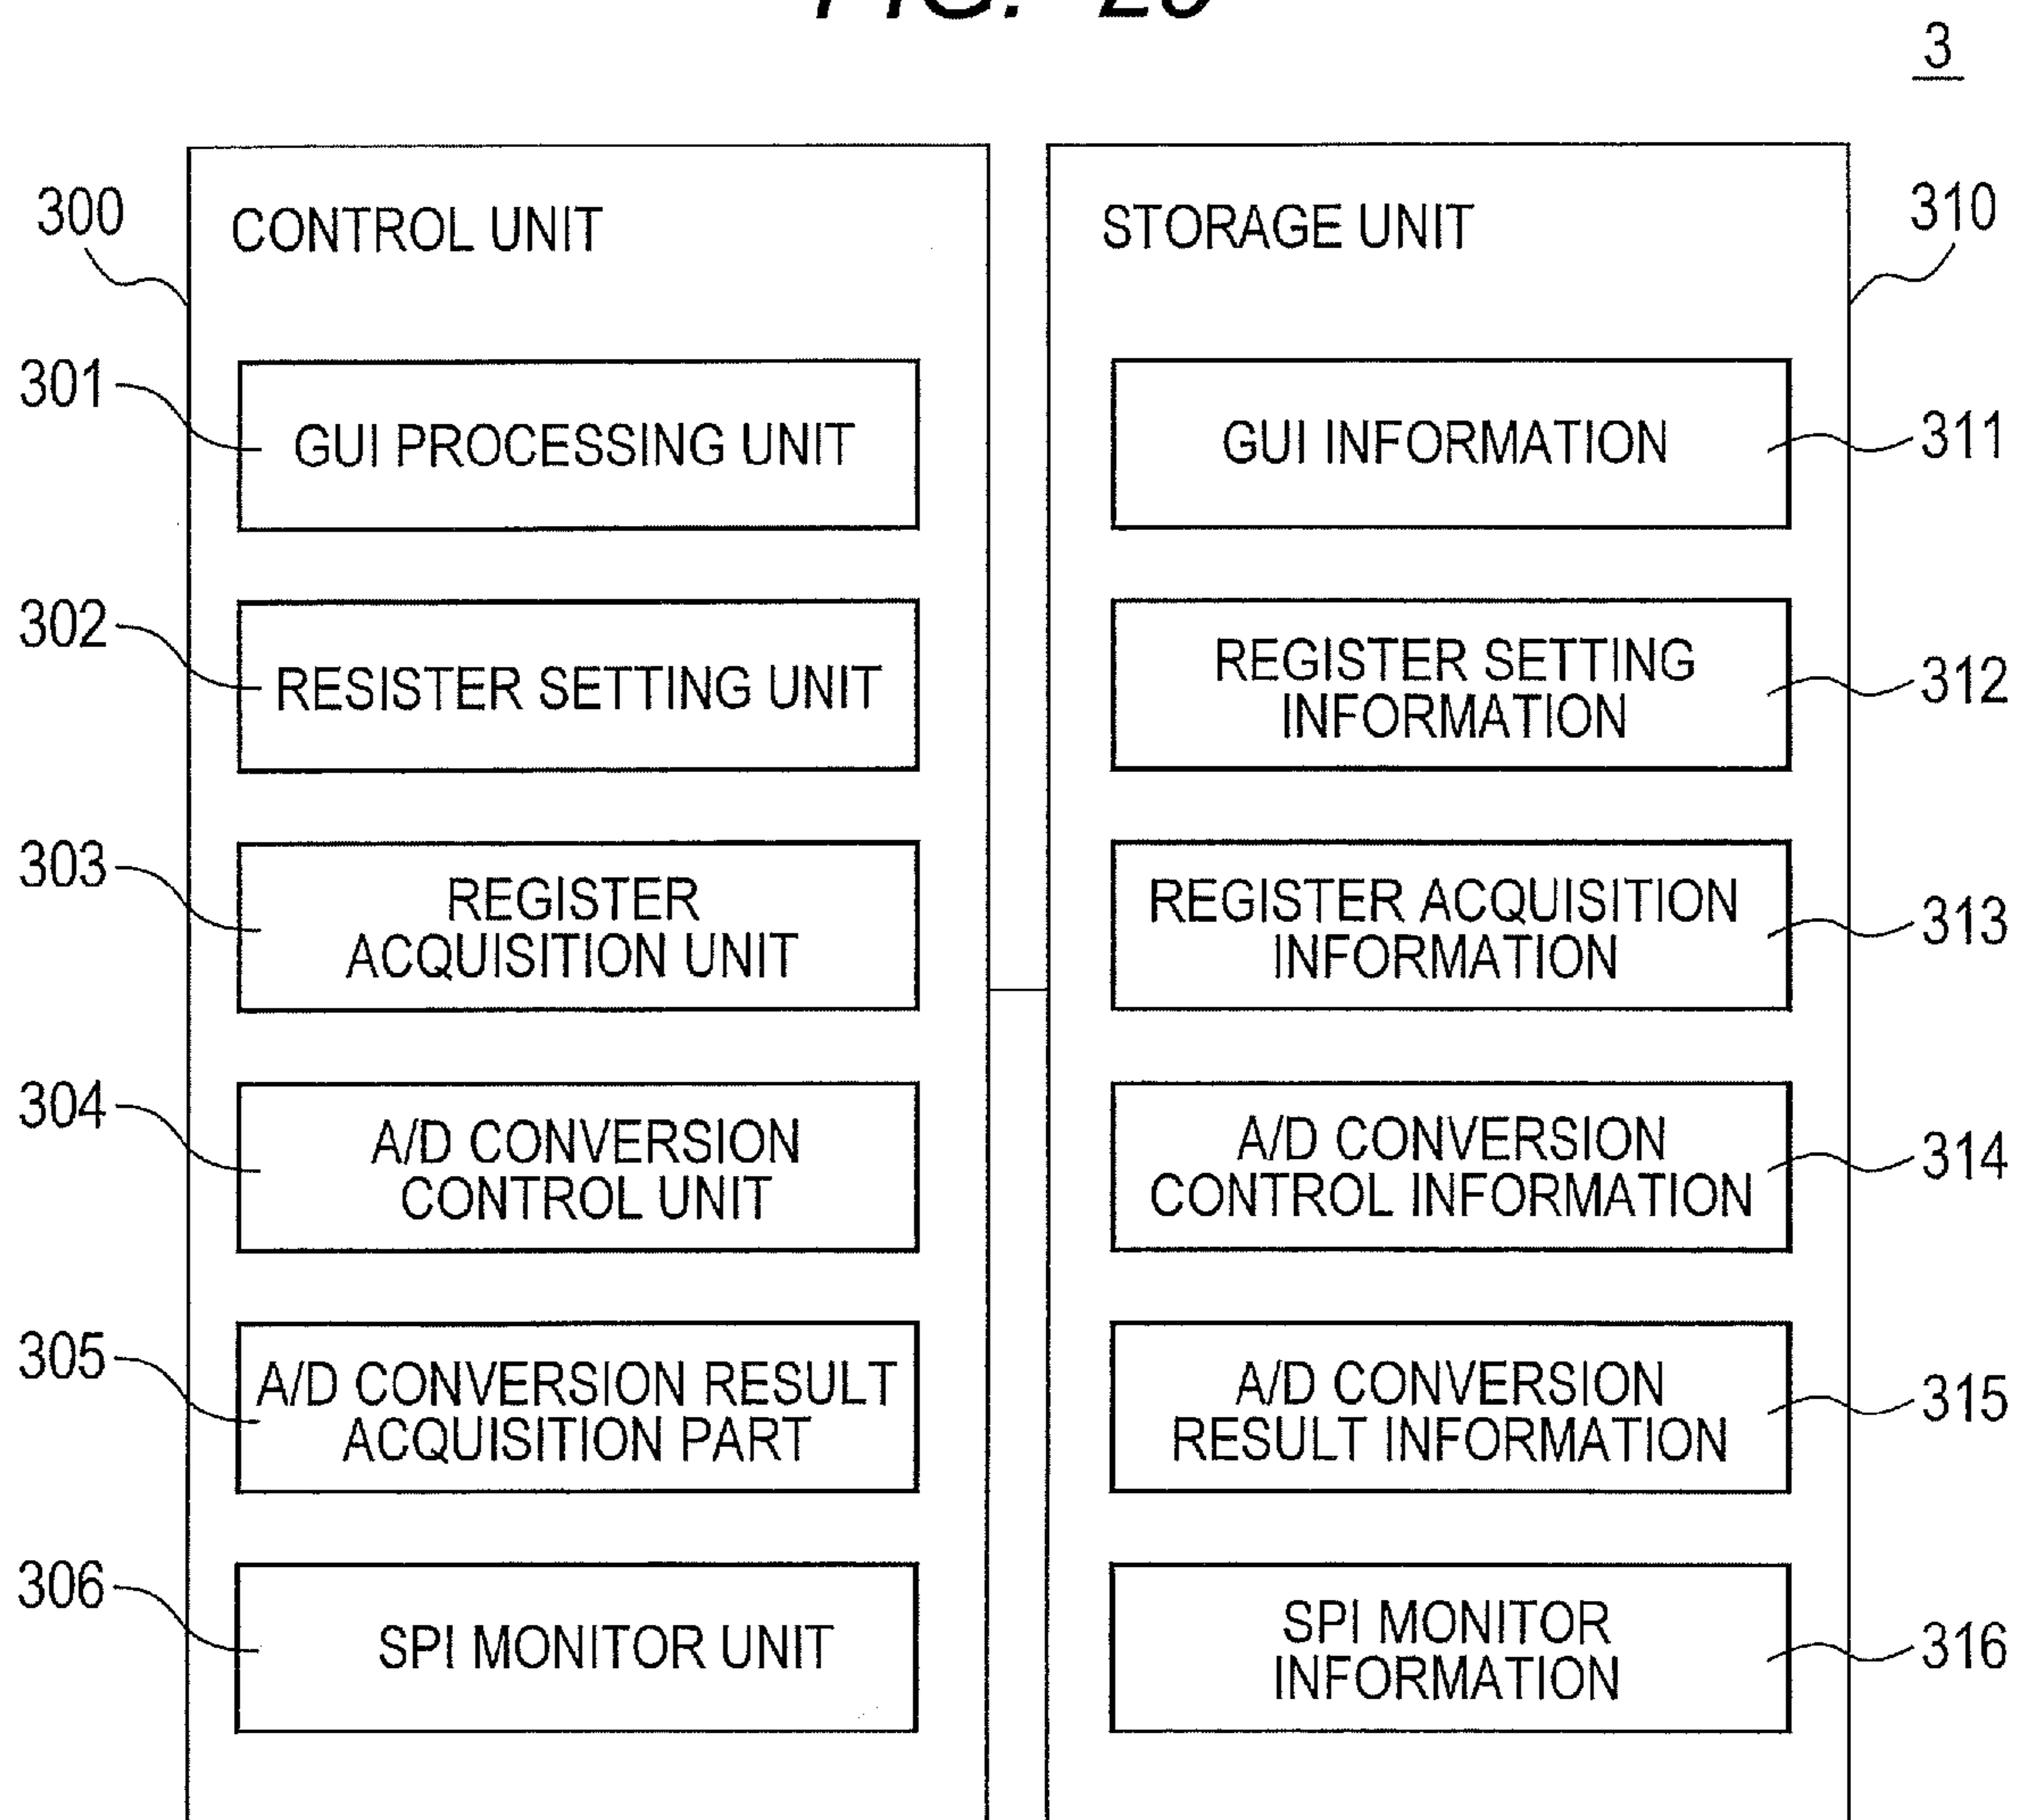 FIG.
3
300
CONTROL UNIT
301
GUI PROCESSING UNIT
302
RESISTER SETTING UNIT
303
REGISTER
ACQUISITION UNIT
304
A/D CONVERSION
CONTROL UNIT
305
A/D CONVERSION RESULT
ACQUISITION PART
306
SPI MONITOR UNIT
STORAGE UNIT
310
GUI INFORMATION
311
REGISTER SETTING
INFORMATION
312
REGISTER ACQUISITION
INFORMATION
313
A/D CONVERSION
CONTROL INFORMATION
314
A/D CONVERSION
RESULT INFORMATION
315
SPI MONITOR
INFORMATION
316